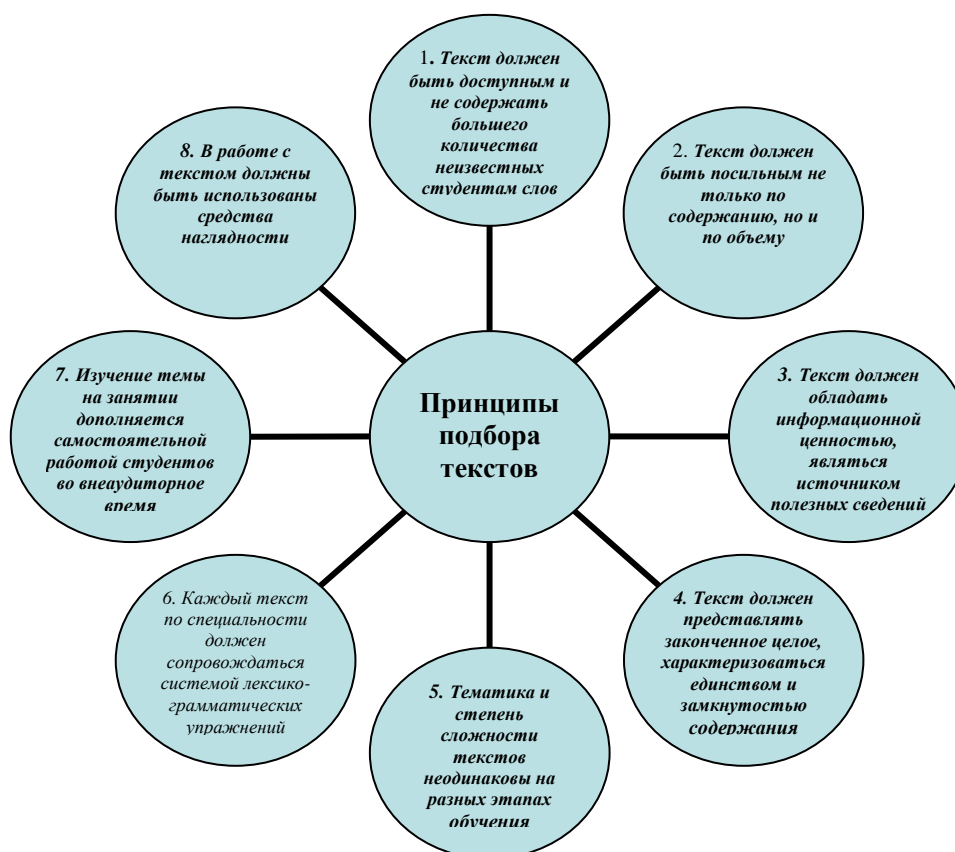 1. Текст должен
быть доступным и
не содержать
большего
количества
неизвестных
студентам слов
2. Текст должен
быть посильным не
только по
содержанию, но и
по объему
3. Текст должен
обладать
информационной
ценностью,
являться
источником
полезных сведений
4. Текст должен
представлять
законченное целое,
характеризоваться
единством и
замкнутостью
содержания
5. Тематика и
степень
сложности
текстов
неодинаковы на
разных этапах
обучения
6. Каждый текст
по специальности
должен
сопровождаться
системой лексико-
грамматических
упражнений
7. Изучение темы
на занятии
дополняется
самостоятельной
работой студентов
во внеаудиторное
время
8. В работе с
текстом должны
быть использованы
средства
наглядности
Принципы
подбора
текстов